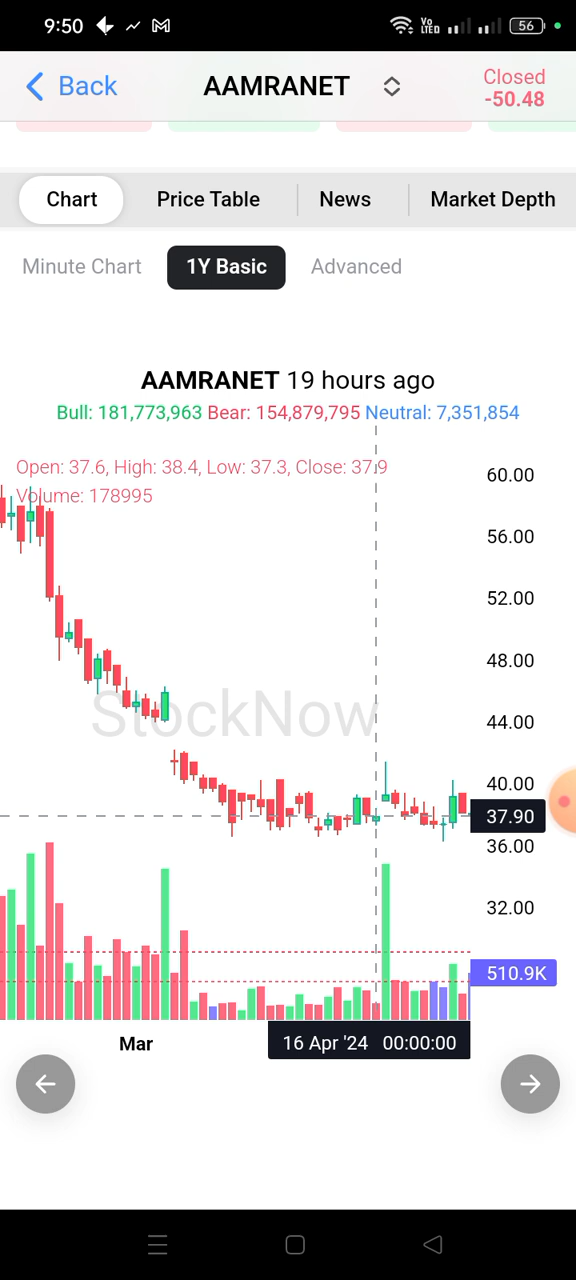 9:50 Vo LTED 56
Back AAMRANET Closed
-50.48
Chart Price Table News Market Depth
Minute Chart 1Y Basic Advanced
AAMRANET 19 hours ago
Bull: 181,773,963 Bear: 154,879,795 Neutral: 7,351,854
Open: 37.6, High: 38.4, Low: 37.3, Close: 37.9
Volume: 178995
60.00
56.00
52.00
48.00
StockNow
44.00
40.00
37.90
36.00
32.00
510.9K
Mar 16 Apr '24 00:00:00